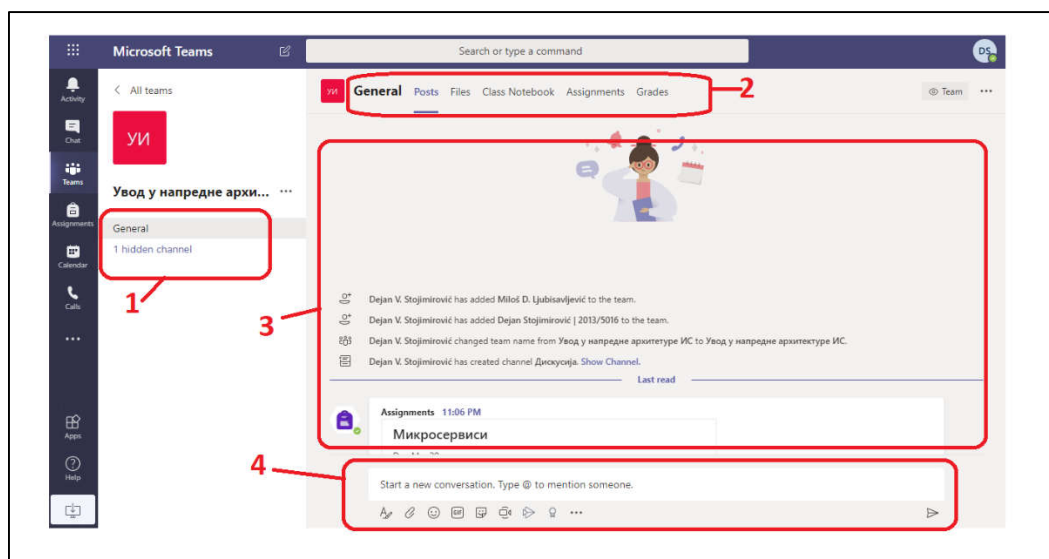 Microsoft Teams
Search or type a command
DS
Activity
Chat
Teams
Assignments
Calendar
Calls
Apps
Help
All teams
УИ
Увод у напредне архи...
General
1 hidden channel
1
УИ General Posts Files Class Notebook Assignments Grades
2
Team
3
Dejan V. Stojimirović has added Miloš D. Ljubisavljević to the team.
Dejan V. Stojimirović has added Dejan Stojimirović | 2013/5016 to the team.
Dejan V. Stojimirović changed team name from Увод у напредне архитетуре ИС to Увод у напредне архитектуре ИС.
Dejan V. Stojimirović has created channel Дискусија. Show Channel.
Last read
Assignments 11:06 PM
Микросервиси
4
Start a new conversation. Type @ to mention someone.
GIF